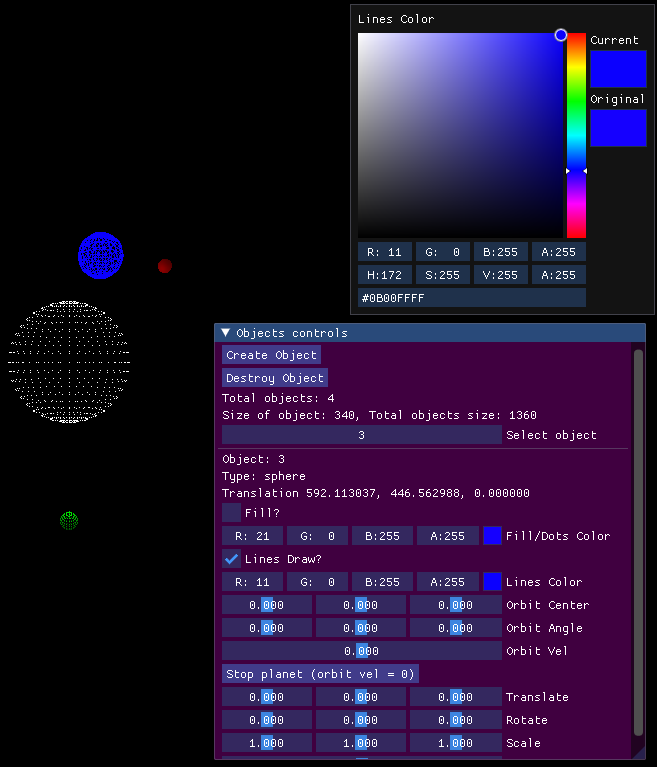 Lines Color
Current
Original
R: 11 G: 0 B:255 A:255
H:172 S:255 V:255 A:255
#0B00FFFF
▼ Objects controls
Create Object
Destroy Object
Total objects: 4
Size of object: 340, Total objects size: 1360
3 Select object
Object: 3
Type: sphere
Translation 592.113037, 446.562988, 0.000000
Fill?
R: 21 G: 0 B:255 A:255 Fill/Dots Color
Lines Draw?
R: 11 G: 0 B:255 A:255 Lines Color
0.000 0.000 0.000 Orbit Center
0.000 0.000 0.000 Orbit Angle
0.000 Orbit Vel
Stop planet (orbit vel = 0)
0.000 0.000 0.000 Translate
0.000 0.000 0.000 Rotate
1.000 1.000 1.000 Scale